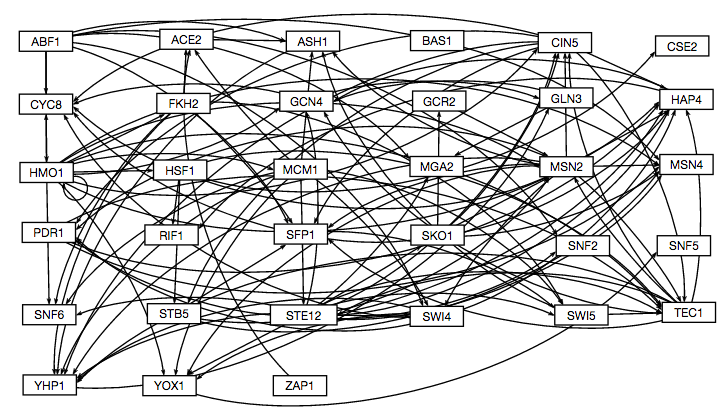 ABF1 ACE2 ASH1 BAS1 CIN5 CSE2
CYC8 FKH2 GCN4 GCR2 GLN3 HAP4
HMO1 HSF1 MCM1 MGA2 MSN2 MSN4
PDR1 RIF1 SFP1 SKO1 SNF2 SNF5
SNF6 STB5 STE12 SWI4 SWI5 TEC1
YHP1 YOX1 ZAP1